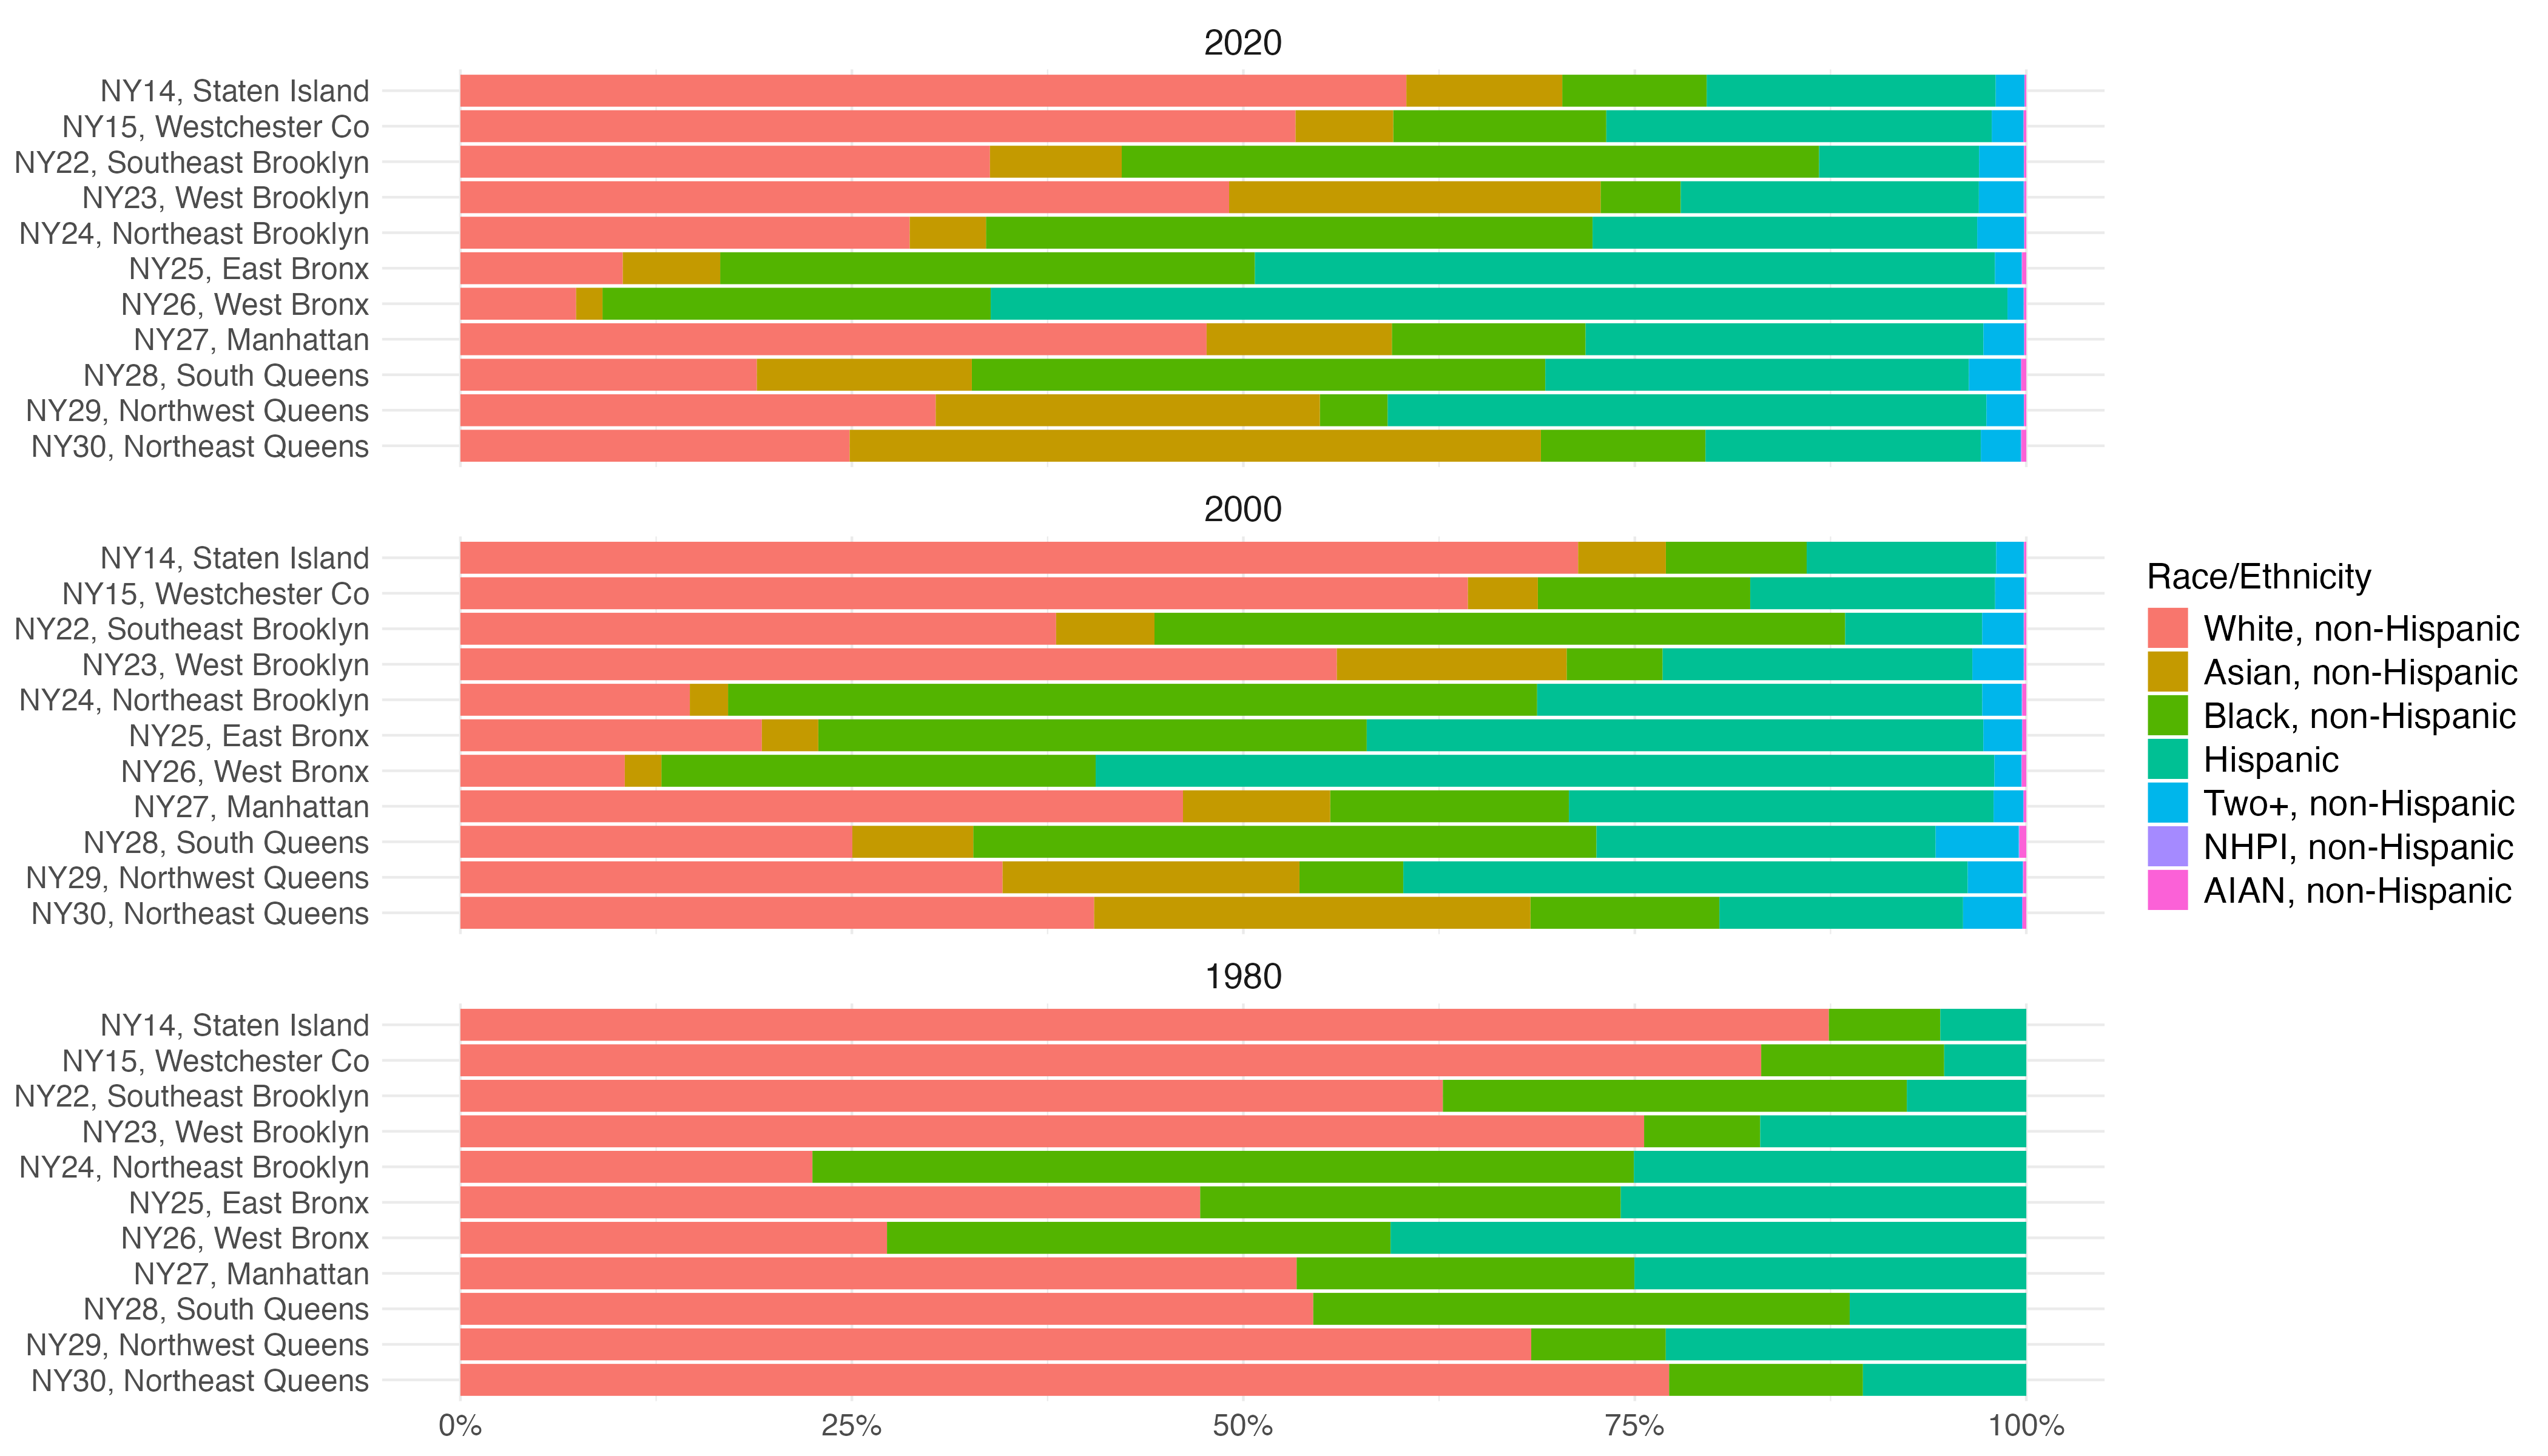 2020
NY14, Staten Island
NY15, Westchester Co
NY22, Southeast Brooklyn
NY23, West Brooklyn
NY24, Northeast Brooklyn
NY25, East Bronx
NY26, West Bronx
NY27, Manhattan
NY28, South Queens
NY29, Northwest Queens
NY30, Northeast Queens
2000
NY14, Staten Island
NY15, Westchester Co
NY22, Southeast Brooklyn
NY23, West Brooklyn
NY24, Northeast Brooklyn
NY25, East Bronx
NY26, West Bronx
NY27, Manhattan
NY28, South Queens
NY29, Northwest Queens
NY30, Northeast Queens
1980
NY14, Staten Island
NY15, Westchester Co
NY22, Southeast Brooklyn
NY23, West Brooklyn
NY24, Northeast Brooklyn
NY25, East Bronx
NY26, West Bronx
NY27, Manhattan
NY28, South Queens
NY29, Northwest Queens
NY30, Northeast Queens
0% 25% 50% 75% 100%
Race/Ethnicity
White, non-Hispanic
Asian, non-Hispanic
Black, non-Hispanic
Hispanic
Two+, non-Hispanic
NHPI, non-Hispanic
AIAN, non-Hispanic